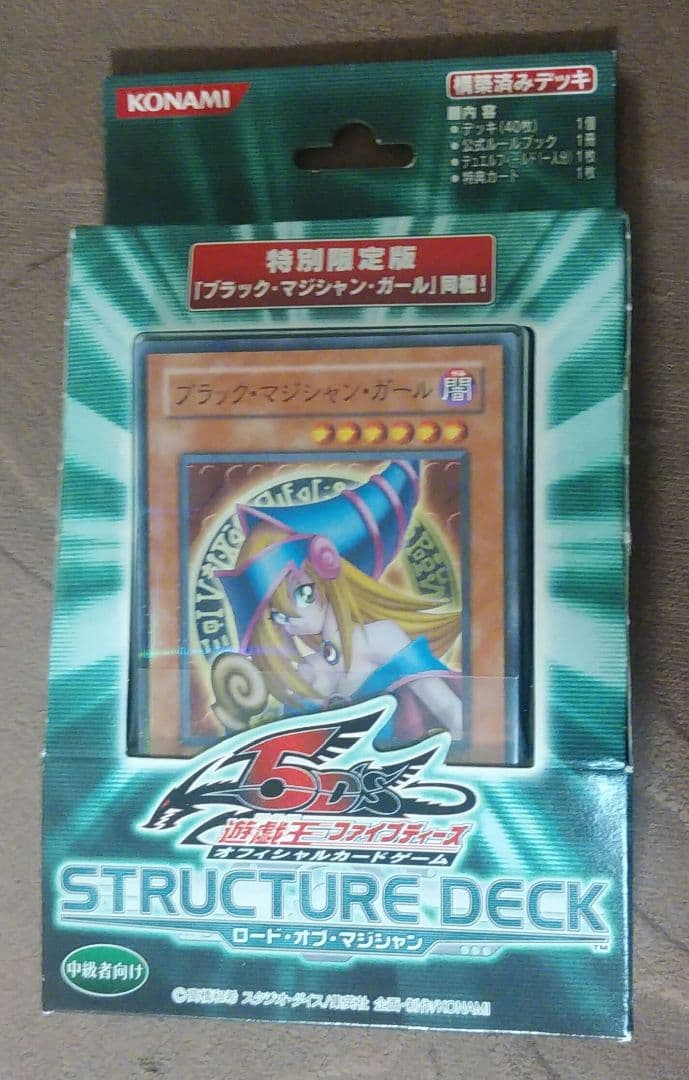 KONAMI
構築済みデッキ
■内 容
●デッキ(40枚) 1個
●公式ルールブック 1冊
●デュエルフィールド(一人用) 1枚
●特典カード 1枚
特別限定版
「ブラック・マジシャン・ガール」同梱!
ブラック・マジシャン・ガール 闇
5D's
遊戯王ファイブディーズ
オフィシャルカードゲーム
STRUCTURE DECK
TM
ロード・オブ・マジシャン
中級者向け
©高橋和希 スタジオ・ダイス/集英社 企画・制作/KONAMI